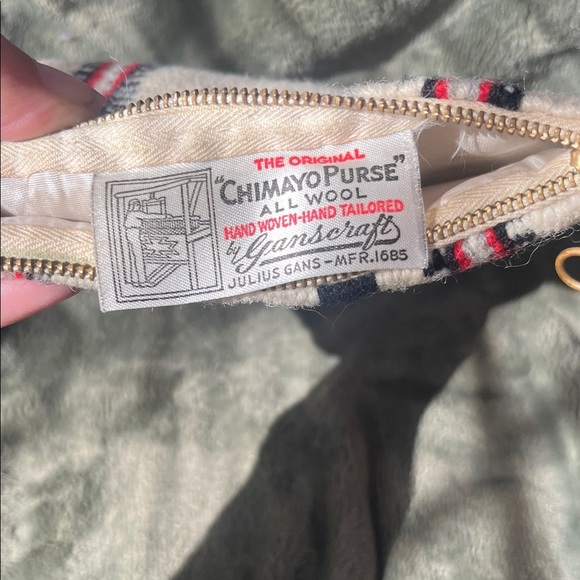 THE ORIGINAL
"CHIMAYO PURSE"
ALL WOOL
HAND WOVEN-HAND TAILORED
by Ganscraft
JULIUS GANS-MFR.1685